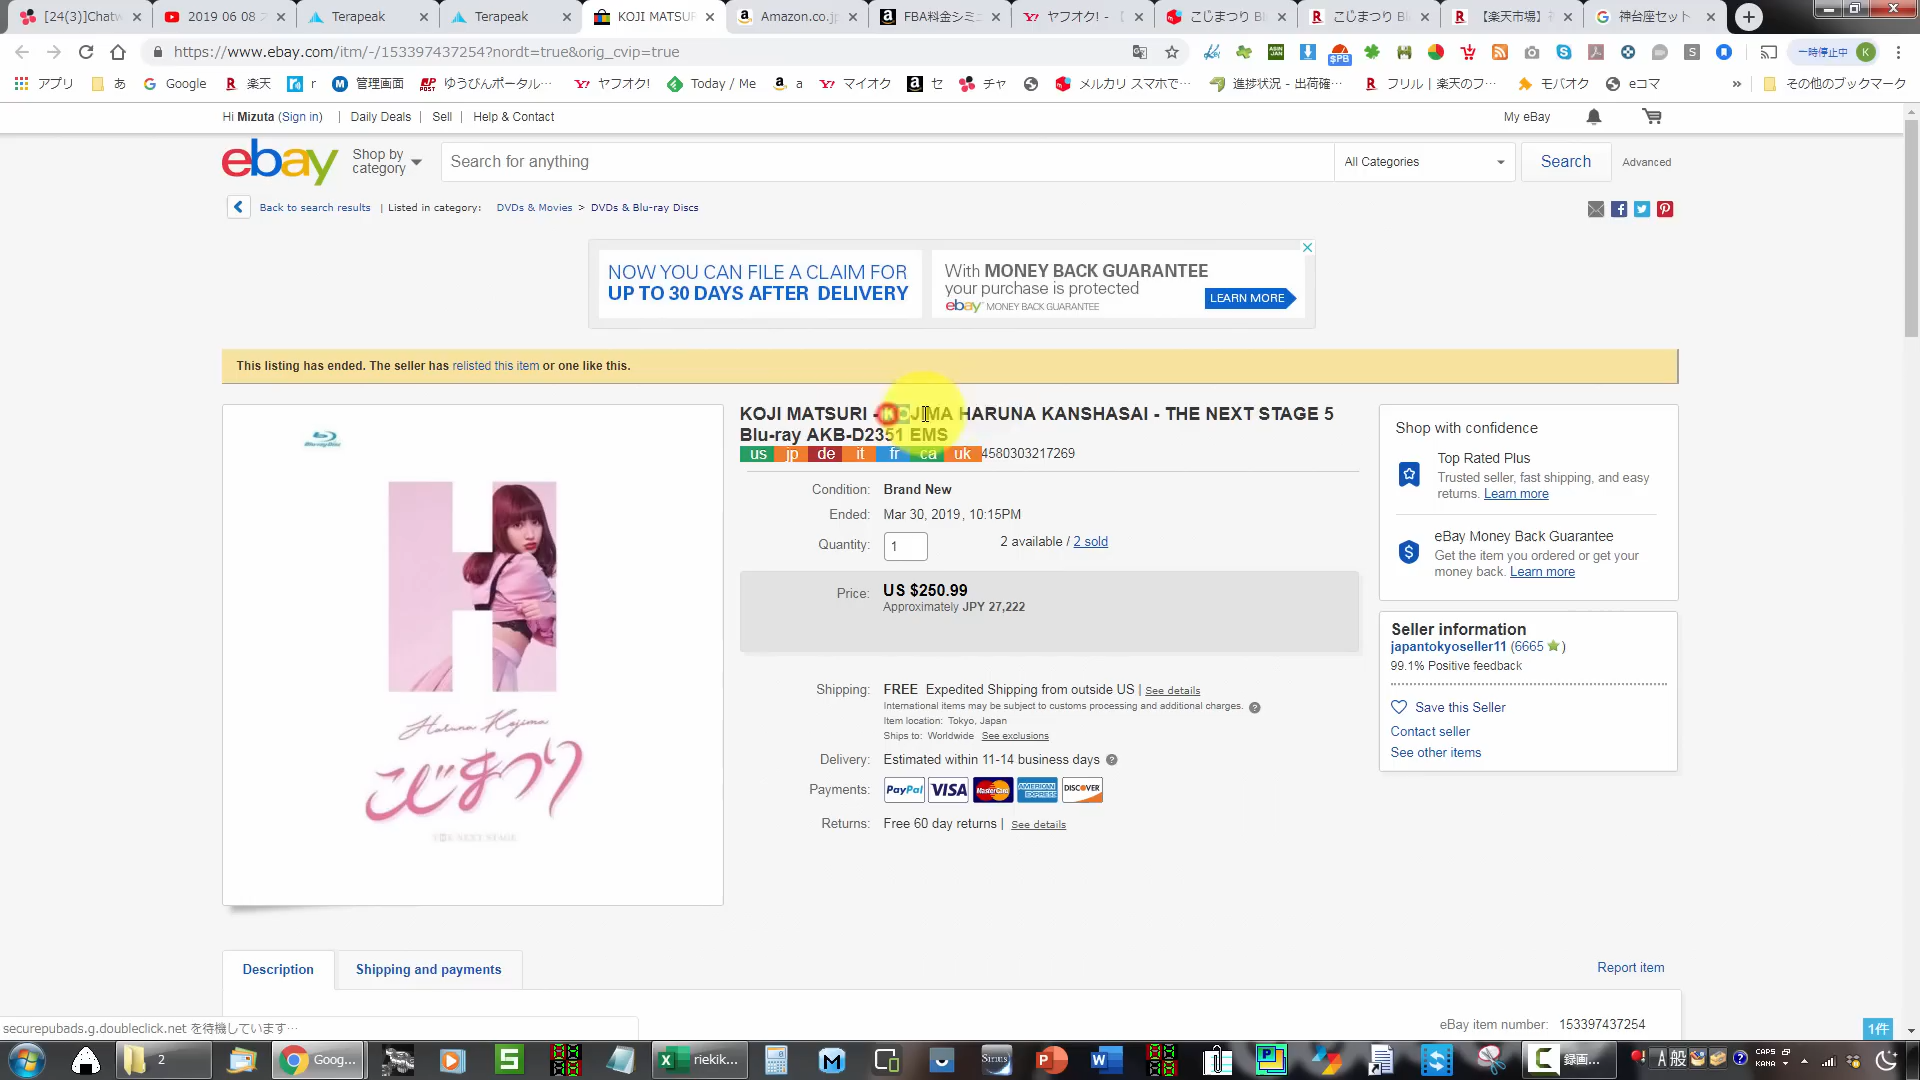 [24(3)]Chatw
2019 06 08
Terapeak
Terapeak
KOJI MATSUR
Amazon.co.jp
FBA料金シミ
ヤフオク! -
こじまつり Bl
こじまつり Bl
【楽天市場】
神台座セット
https://www.ebay.com/itm/-/153397437254?nordt=true&orig_cvip=true
一時停止中 K
アプリ
あ
Google
楽天
r
管理画面
ゆうびんポータル…
ヤフオク!
Today / Me
a
マイオク
セ
チャ
メルカリ スマホで…
進捗状況 - 出荷確…
フリル | 楽天のフ…
モバオク
eコマ
»
その他のブックマーク
Hi Mizuta (Sign in) | Daily Deals | Sell | Help & Contact
My eBay
ebay
Shop by category
Search for anything
All Categories
Search
Advanced
Back to search results | Listed in category: DVDs & Movies > DVDs & Blu-ray Discs
NOW YOU CAN FILE A CLAIM FOR
UP TO 30 DAYS AFTER DELIVERY
With MONEY BACK GUARANTEE
your purchase is protected
ebay MONEY BACK GUARANTEE
LEARN MORE
This listing has ended. The seller has relisted this item or one like this.
KOJI MATSURI - KOJIMA HARUNA KANSHASAI - THE NEXT STAGE 5
Blu-ray AKB-D2351 EMS
us jp de it fr ca uk 4580303217269
Condition: Brand New
Ended: Mar 30, 2019 , 10:15PM
Quantity: 1
2 available / 2 sold
Price: US $250.99
Approximately JPY 27,222
Shipping: FREE Expedited Shipping from outside US | See details
International items may be subject to customs processing and additional charges.
Item location: Tokyo, Japan
Ships to: Worldwide See exclusions
Delivery: Estimated within 11-14 business days
Payments: PayPal VISA MasterCard AMERICAN EXPRESS DISCOVER
Returns: Free 60 day returns | See details
Shop with confidence
Top Rated Plus
Trusted seller, fast shipping, and easy
returns. Learn more
eBay Money Back Guarantee
Get the item you ordered or get your
money back. Learn more
Seller information
japantokyoseller11 (6665 )
99.1% Positive feedback
Save this Seller
Contact seller
See other items
Blu-ray Disc
Haruna Kojima
こじまつり
THE NEXT STAGE
Description
Shipping and payments
Report item
securepubads.g.doubleclick.net を待機しています…
eBay item number: 153397437254
1件
2
Goog...
riekik...
Sirius
録画...
A 般
CAPS
KANA